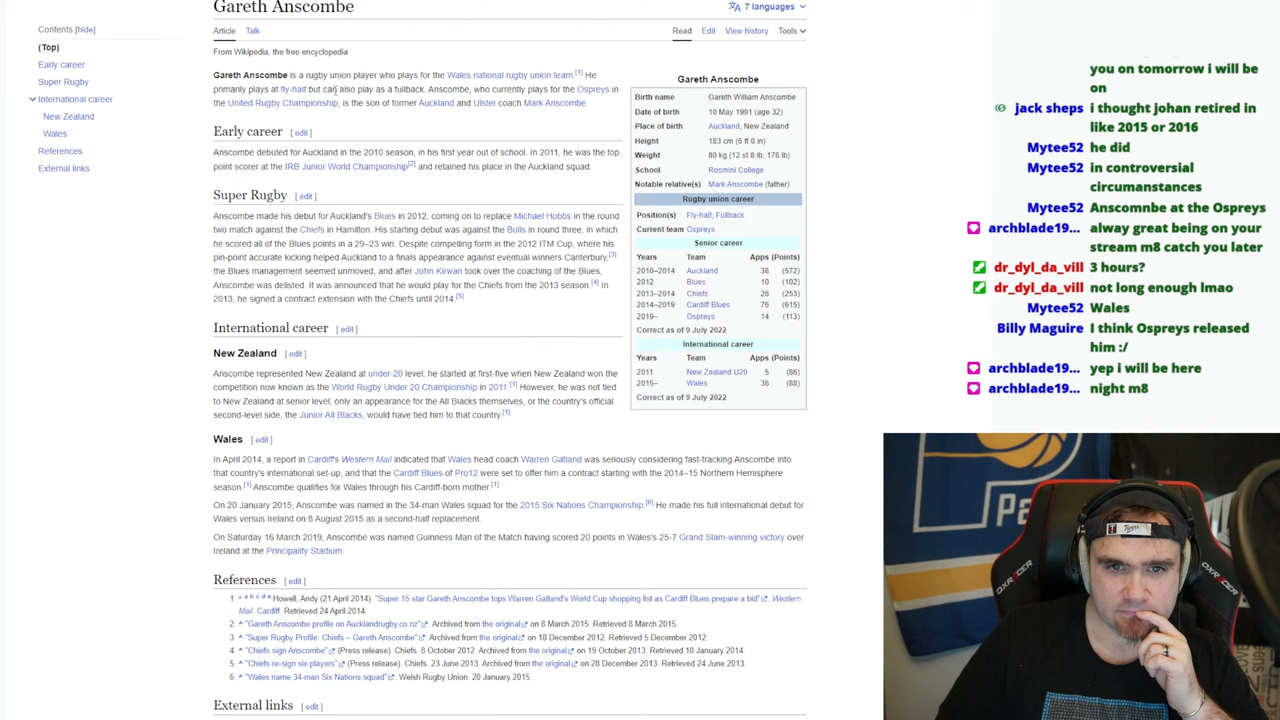 Gareth Anscombe
7 languages
Contents [hide]
(Top)
Early career
Super Rugby
International career
New Zealand
Wales
References
External links
Article Talk
Read Edit View history Tools
From Wikipedia, the free encyclopedia
Gareth Anscombe is a rugby union player who plays for the Wales national rugby union team.[1] He
primarily plays at fly-half but can also play as a fullback. Anscombe, who currently plays for the Ospreys in
the United Rugby Championship, is the son of former Auckland and Ulster coach Mark Anscombe.
Early career [ edit ]
Anscombe debuted for Auckland in the 2010 season, in his first year out of school. In 2011, he was the top
point scorer at the IRB Junior World Championship[2] and retained his place in the Auckland squad.
Super Rugby [ edit ]
Anscombe made his debut for Auckland's Blues in 2012, coming on to replace Michael Hobbs in the round
two match against the Chiefs in Hamilton. His starting debut was against the Bulls in round three, in which
he scored all of the Blues points in a 29–23 win. Despite compelling form in the 2012 ITM Cup, where his
pin-point accurate kicking helped Auckland to a finals appearance against eventual winners Canterbury,[3]
the Blues management seemed unmoved, and after John Kirwan took over the coaching of the Blues,
Anscombe was delisted. It was announced that he would play for the Chiefs from the 2013 season.[4] In
2013, he signed a contract extension with the Chiefs until 2014.[5]
International career [ edit ]
New Zealand [ edit ]
Anscombe represented New Zealand at under-20 level; he started at first-five when New Zealand won the
competition now known as the World Rugby Under 20 Championship in 2011.[1] However, he was not tied
to New Zealand at senior level; only an appearance for the All Blacks themselves, or the country's official
second-level side, the Junior All Blacks, would have tied him to that country.[1]
Wales [ edit ]
In April 2014, a report in Cardiff's Western Mail indicated that Wales head coach Warren Gatland was seriously considering fast-tracking Anscombe into
that country's international set-up, and that the Cardiff Blues of Pro12 were set to offer him a contract starting with the 2014–15 Northern Hemisphere
season.[1] Anscombe qualifies for Wales through his Cardiff-born mother.[1]
On 20 January 2015, Anscombe was named in the 34-man Wales squad for the 2015 Six Nations Championship.[6] He made his full international debut for
Wales versus Ireland on 8 August 2015 as a second-half replacement.
On Saturday 16 March 2019, Anscombe was named Guinness Man of the Match having scored 20 points in Wales's 25-7 Grand Slam-winning victory over
Ireland at the Principality Stadium.
References [ edit ]
1. ^ a b c d e Howell, Andy (21 April 2014). "Super 15 star Gareth Anscombe tops Warren Gatland's World Cup shopping list as Cardiff Blues prepare a bid". Western
Mail. Cardiff. Retrieved 24 April 2014.
2. ^ "Gareth Anscombe profile on Aucklandrugby.co.nz". Archived from the original on 8 March 2015. Retrieved 8 March 2015.
3. ^ "Super Rugby Profile: Chiefs – Gareth Anscombe". Archived from the original on 18 December 2012. Retrieved 5 December 2012.
4. ^ "Chiefs sign Anscombe" (Press release). Chiefs. 8 October 2012. Archived from the original on 19 October 2013. Retrieved 10 January 2014.
5. ^ "Chiefs re-sign six players" (Press release). Chiefs. 23 June 2013. Archived from the original on 28 December 2013. Retrieved 24 June 2013.
6. ^ "Wales name 34-man Six Nations squad". Welsh Rugby Union. 20 January 2015.
External links [ edit ]
Gareth Anscombe
Birth name Gareth William Anscombe
Date of birth 10 May 1991 (age 32)
Place of birth Auckland, New Zealand
Height 183 cm (6 ft 0 in)
Weight 80 kg (12 st 8 lb; 176 lb)
School Rosmini College
Notable relative(s) Mark Anscombe (father)
Rugby union career
Position(s) Fly-half, Fullback
Current team Ospreys
Senior career
Years Team Apps (Points)
2010–2014 Auckland 38 (572)
2012 Blues 10 (102)
2013–2014 Chiefs 26 (253)
2014–2019 Cardiff Blues 76 (615)
2019– Ospreys 14 (113)
Correct as of 9 July 2022
International career
Years Team Apps (Points)
2011 New Zealand U20 5 (86)
2015– Wales 36 (88)
Correct as of 9 July 2022
you on tomorrow i will be
on
jack sheps i thought johan retired in
like 2015 or 2016
Mytee52 he did
Mytee52 in controversial
circumanstances
Mytee52 Anscomnbe at the Ospreys
archblade19... alway great being on your
stream m8 catch you later
dr_dyl_da_vill 3 hours?
dr_dyl_da_vill not long enough lmao
Mytee52 Wales
Billy Maguire I think Ospreys released
him :/
archblade19... yep i will be here
archblade19... night m8
Pa
DXRACER